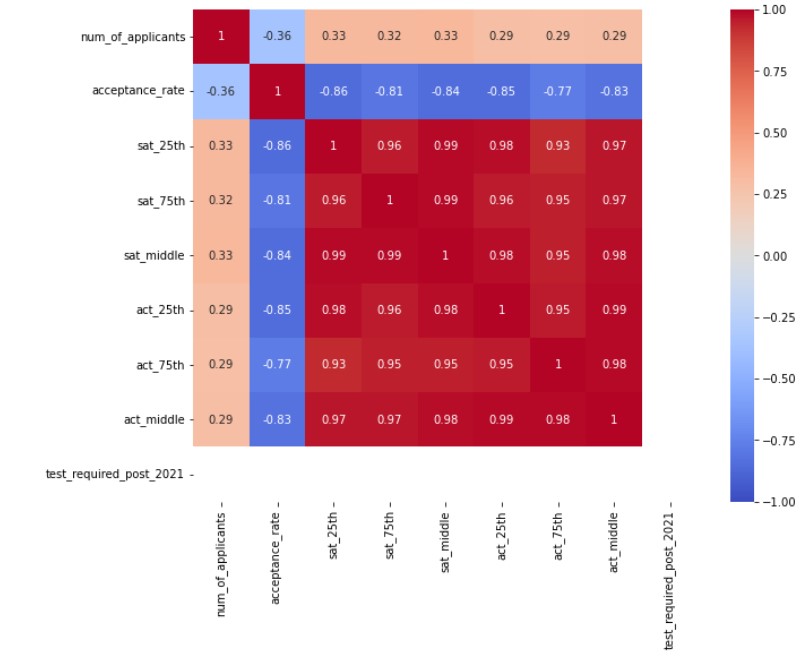 num_of_applicants 1 -0.36 0.33 0.32 0.33 0.29 0.29 0.29
acceptance_rate -0.36 1 -0.86 -0.81 -0.84 -0.85 -0.77 -0.83
sat_25th 0.33 -0.86 1 0.96 0.99 0.98 0.93 0.97
sat_75th 0.32 -0.81 0.96 1 0.99 0.96 0.95 0.97
sat_middle 0.33 -0.84 0.99 0.99 1 0.98 0.95 0.98
act_25th 0.29 -0.85 0.98 0.96 0.98 1 0.95 0.99
act_75th 0.29 -0.77 0.93 0.95 0.95 0.95 1 0.98
act_middle 0.29 -0.83 0.97 0.97 0.98 0.99 0.98 1
test_required_post_2021
num_of_applicants
acceptance_rate
sat_25th
sat_75th
sat_middle
act_25th
act_75th
act_middle
test_required_post_2021
1.00
0.75
0.50
0.25
0.00
−0.25
−0.50
−0.75
−1.00